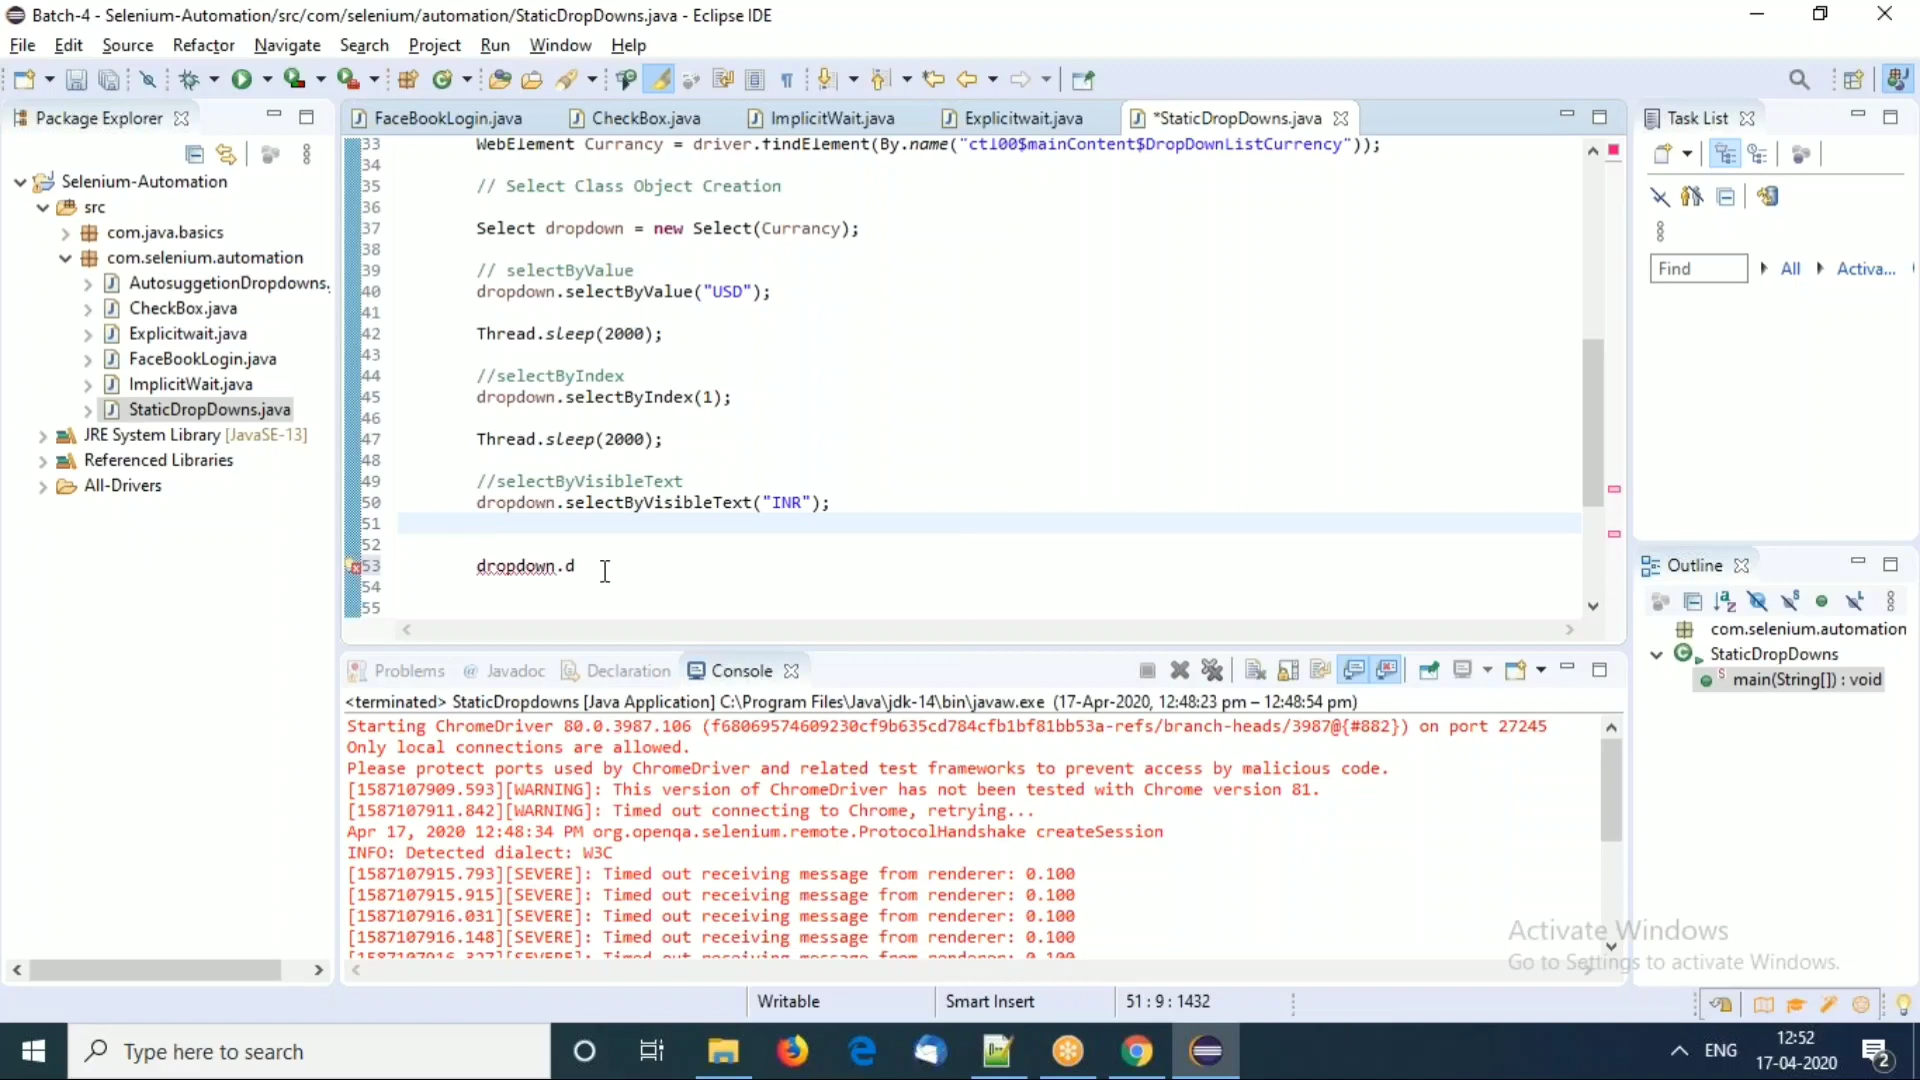 Batch-4 - Selenium-Automation/src/com/selenium/automation/StaticDropDowns.java - Eclipse IDE
File Edit Source Refactor Navigate Search Project Run Window Help
Package Explorer
Selenium-Automation
src
com.java.basics
com.selenium.automation
AutosuggetionDropdowns.
CheckBox.java
Explicitwait.java
FaceBookLogin.java
ImplicitWait.java
StaticDropDowns.java
JRE System Library [JavaSE-13]
Referenced Libraries
All-Drivers
FaceBookLogin.java CheckBox.java ImplicitWait.java Explicitwait.java *StaticDropDowns.java
33 WebElement Currancy = driver.findElement(By.name("ctl00$mainContent$DropDownListCurrency"));
34
35 // Select Class Object Creation
36
37 Select dropdown = new Select(Currancy);
38
39 // selectByValue
40 dropdown.selectByValue("USD");
41
42 Thread.sleep(2000);
43
44 //selectByIndex
45 dropdown.selectByIndex(1);
46
47 Thread.sleep(2000);
48
49 //selectByVisibleText
50 dropdown.selectByVisibleText("INR");
51
52
53 dropdown.d
54
55
Task List
Find All Activa...
Outline
com.selenium.automation
StaticDropDowns
main(String[]) : void
Problems Javadoc Declaration Console
<terminated> StaticDropdowns [Java Application] C:\Program Files\Java\jdk-14\bin\javaw.exe (17-Apr-2020, 12:48:23 pm – 12:48:54 pm)
Starting ChromeDriver 80.0.3987.106 (f68069574609230cf9b635cd784cfb1bf81bb53a-refs/branch-heads/3987@{#882}) on port 27245
Only local connections are allowed.
Please protect ports used by ChromeDriver and related test frameworks to prevent access by malicious code.
[1587107909.593][WARNING]: This version of ChromeDriver has not been tested with Chrome version 81.
[1587107911.842][WARNING]: Timed out connecting to Chrome, retrying...
Apr 17, 2020 12:48:34 PM org.openqa.selenium.remote.ProtocolHandshake createSession
INFO: Detected dialect: W3C
[1587107915.793][SEVERE]: Timed out receiving message from renderer: 0.100
[1587107915.915][SEVERE]: Timed out receiving message from renderer: 0.100
[1587107916.031][SEVERE]: Timed out receiving message from renderer: 0.100
[1587107916.148][SEVERE]: Timed out receiving message from renderer: 0.100
[1587107916.327][SEVERE]: Timed out receiving message from renderer: 0.100
Activate Windows
Go to Settings to activate Windows.
Writable Smart Insert 51 : 9 : 1432
Type here to search
ENG
12:52
17-04-2020
2